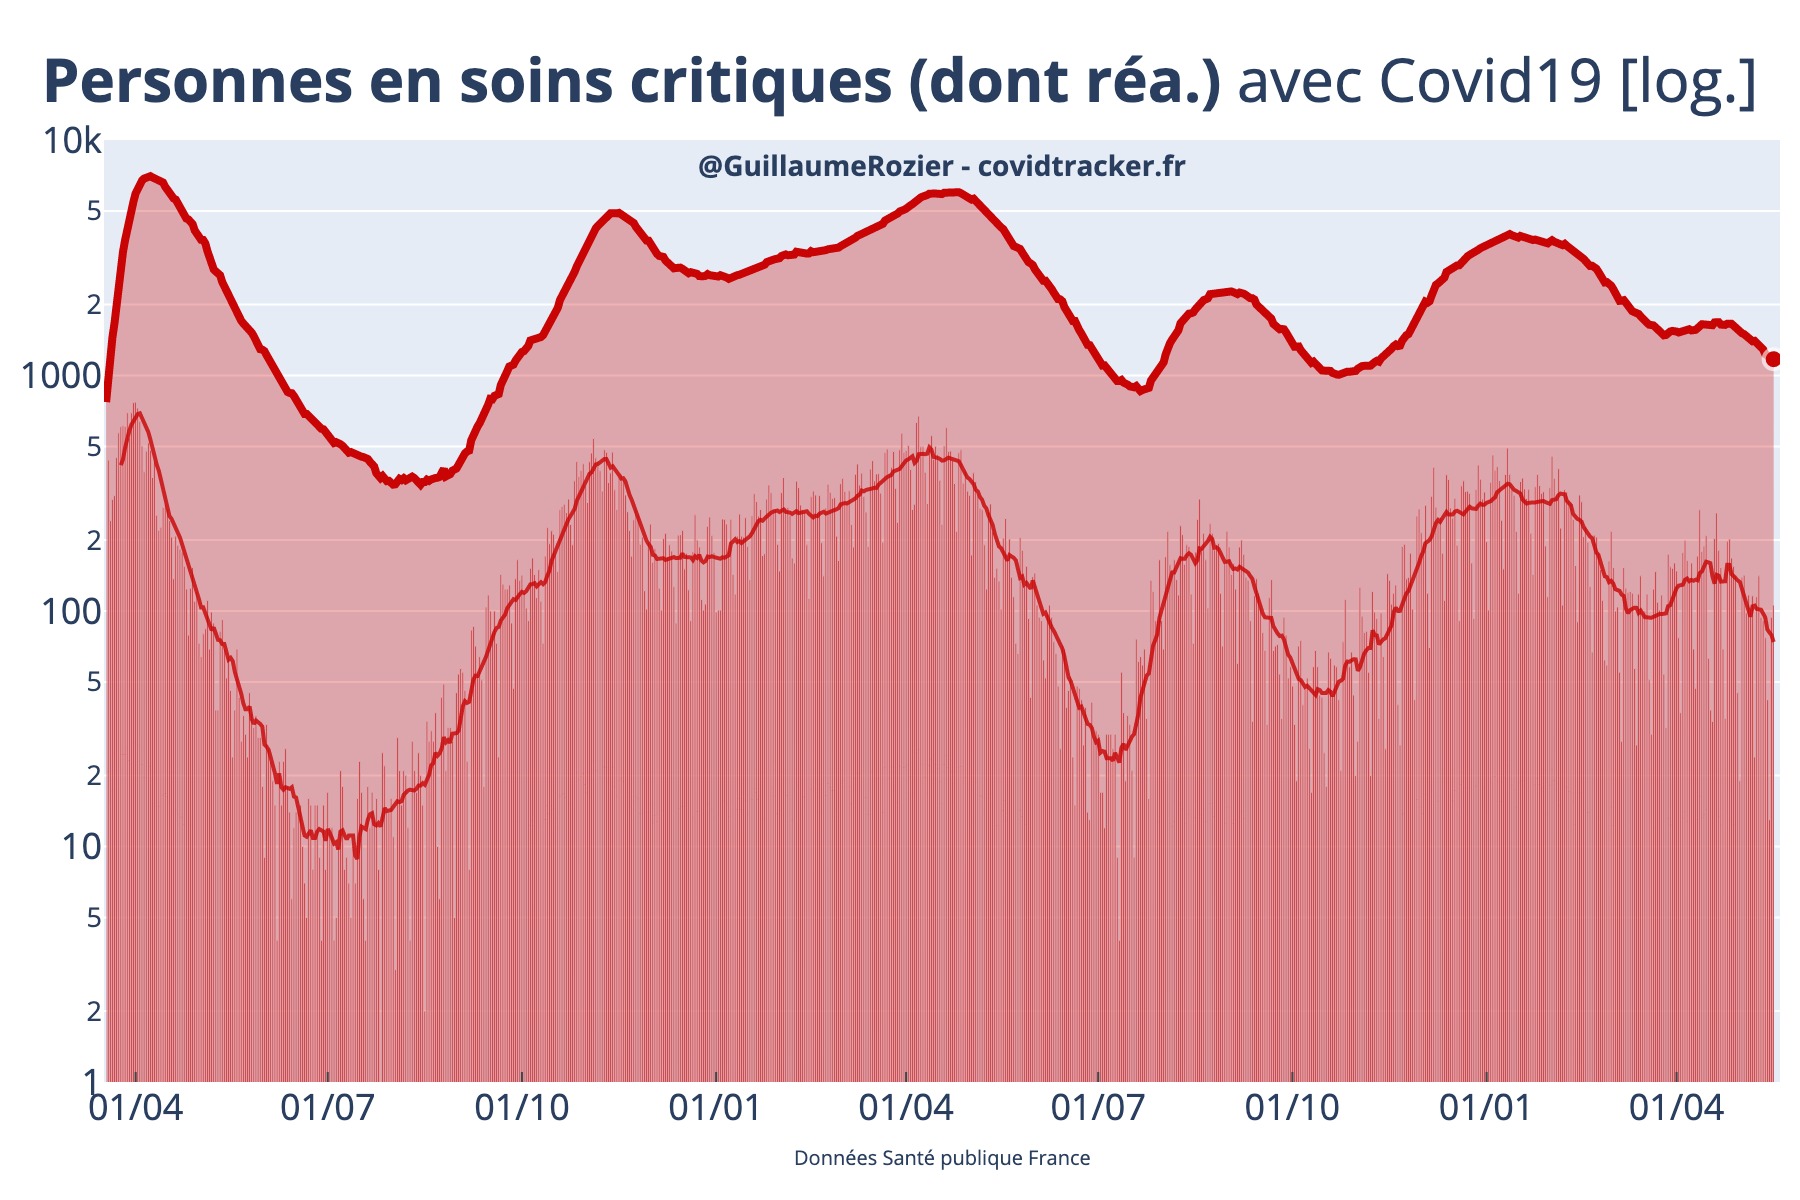 Personnes en soins critiques (dont réa.) avec Covid19 [log.]
@GuillaumeRozier - covidtracker.fr
10k
5
2
1000
5
2
100
5
2
10
5
2
1
01/04 01/07 01/10 01/01 01/04 01/07 01/10 01/01 01/04
Données Santé publique France